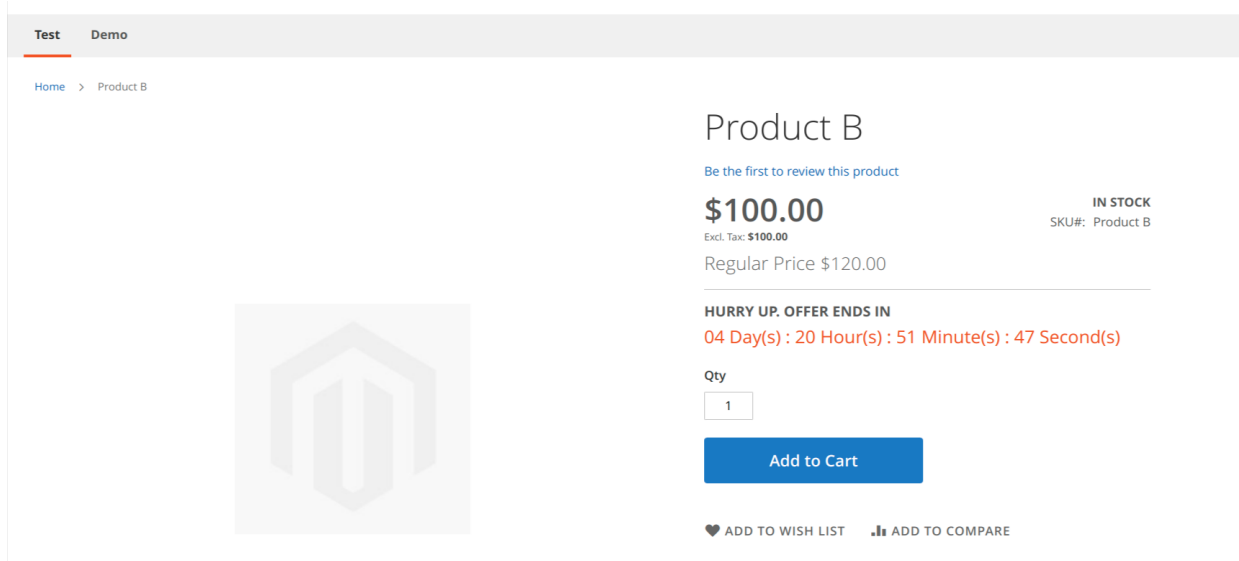 Test Demo
Home > Product B
Product B
Be the first to review this product
$100.00
IN STOCK
Excl. Tax: $100.00
SKU#: Product B
Regular Price $120.00
HURRY UP. OFFER ENDS IN
04 Day(s) : 20 Hour(s) : 51 Minute(s) : 47 Second(s)
Qty
1
Add to Cart
ADD TO WISH LIST ADD TO COMPARE